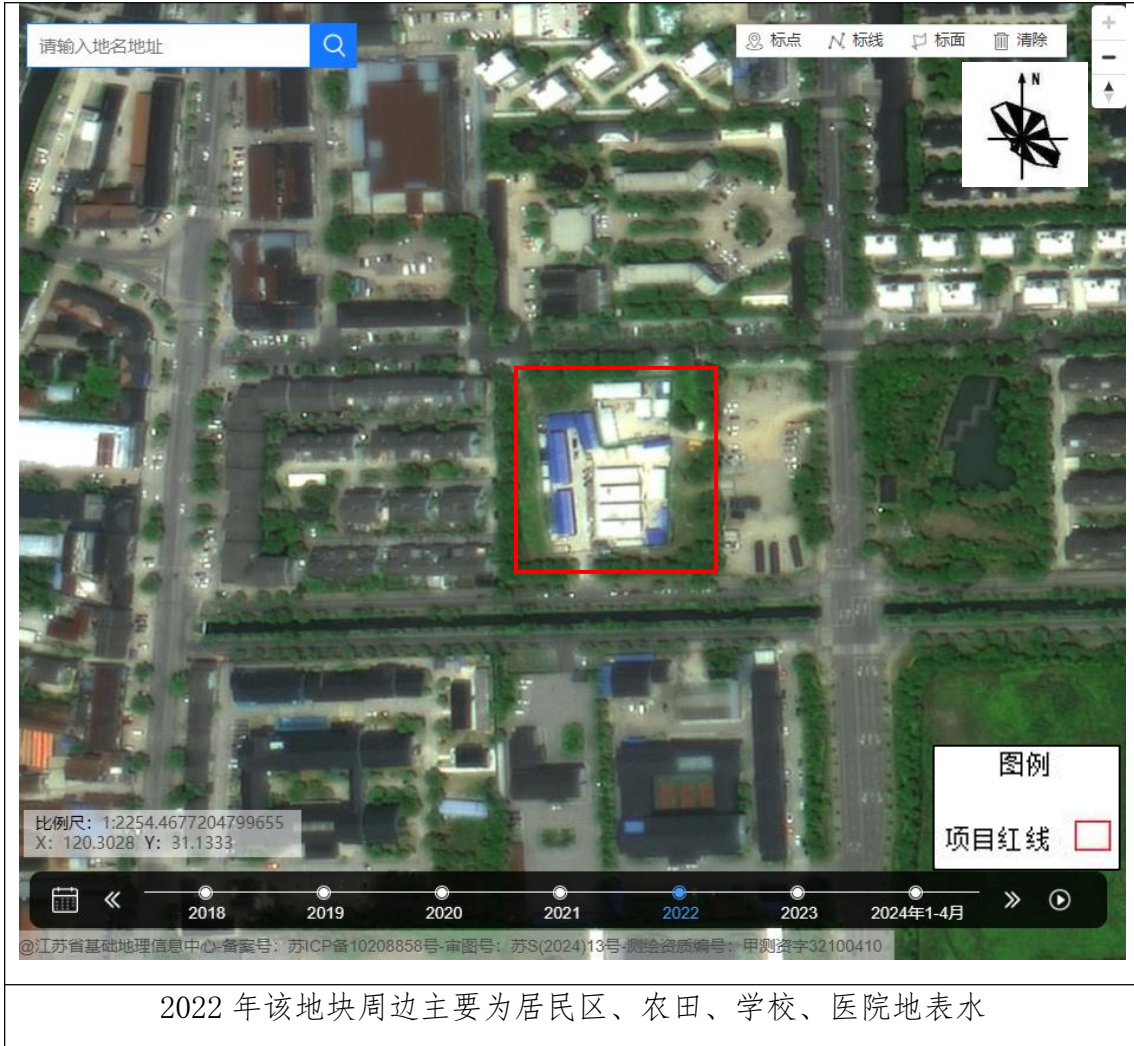 请输入地名地址
标点 标线 标面 清除
N
图例
项目红线
比例尺：1:2254.4677204799655
X：120.3028 Y：31.1333
2018 2019 2020 2021 2022 2023 2024年1-4月
@江苏省基础地理信息中心-备案号：苏ICP备10208858号-审图号：苏S(2024)13号-测绘资质编号：甲测资字32100410
2022 年该地块周边主要为居民区、农田、学校、医院地表水